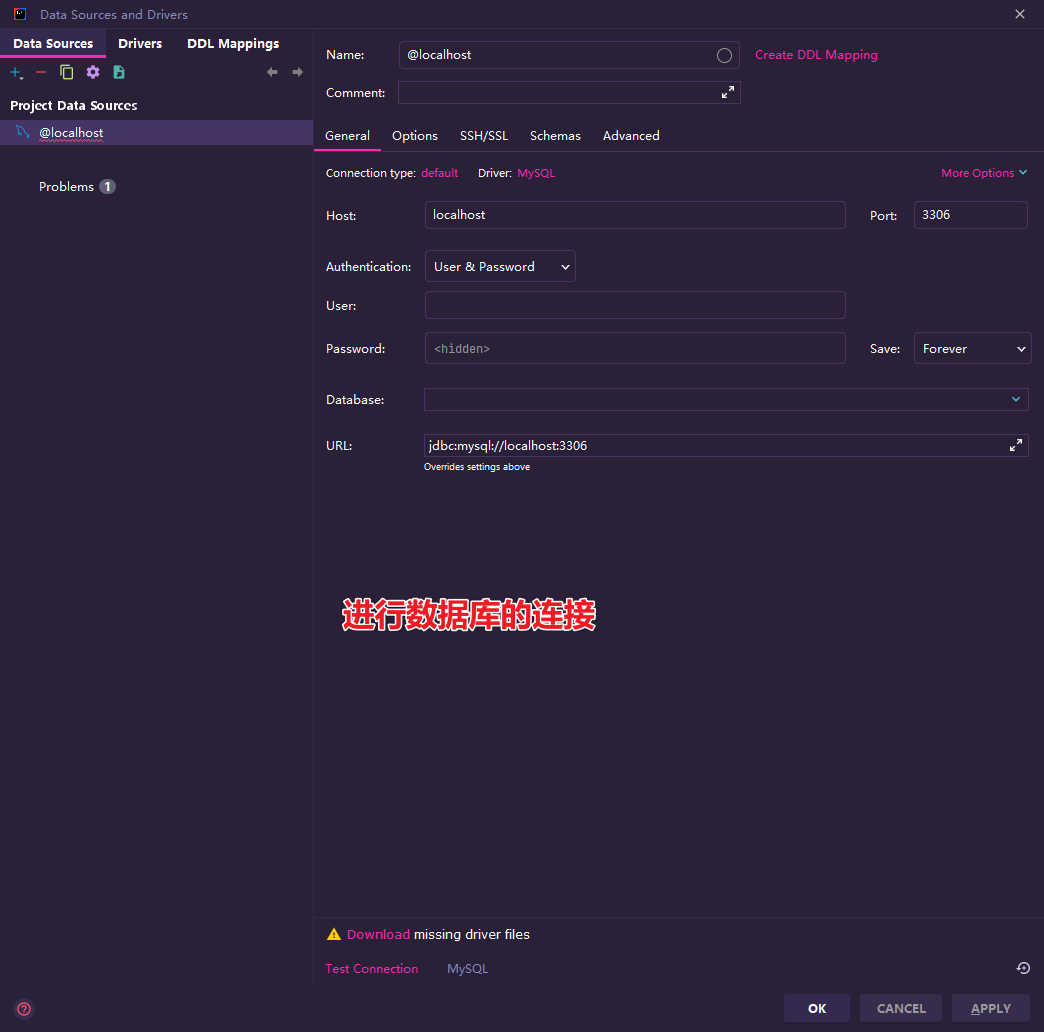 Data Sources and Drivers
Data Sources Drivers DDL Mappings
Project Data Sources
@localhost
Problems 1
Name: @localhost Create DDL Mapping
Comment:
General Options SSH/SSL Schemas Advanced
Connection type: default Driver: MySQL More Options
Host: localhost Port: 3306
Authentication: User & Password
User:
Password: <hidden> Save: Forever
Database:
URL: jdbc:mysql://localhost:3306
Overrides settings above
进行数据库的连接
Download missing driver files
Test Connection MySQL
OK CANCEL APPLY